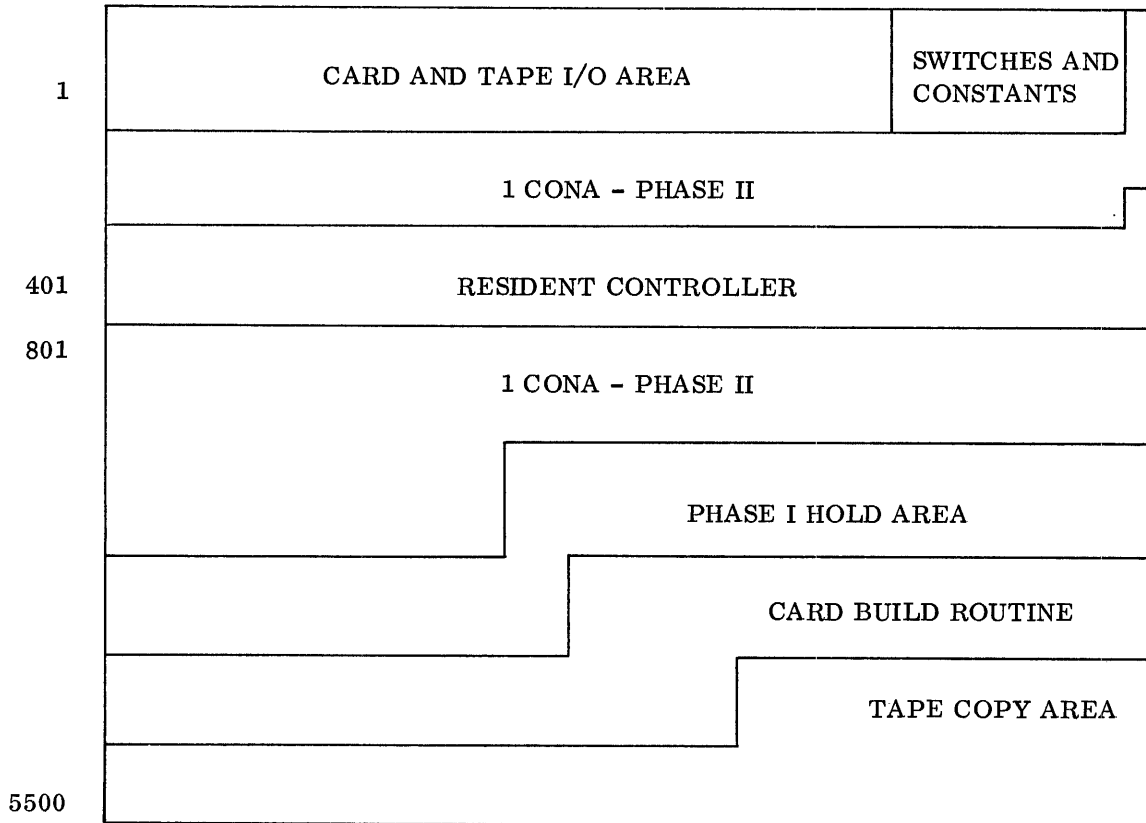 1
CARD AND TAPE I/O AREA
SWITCHES AND
CONSTANTS
1 CONA - PHASE II
401
RESIDENT CONTROLLER
801
1 CONA - PHASE II
PHASE I HOLD AREA
CARD BUILD ROUTINE
TAPE COPY AREA
5500